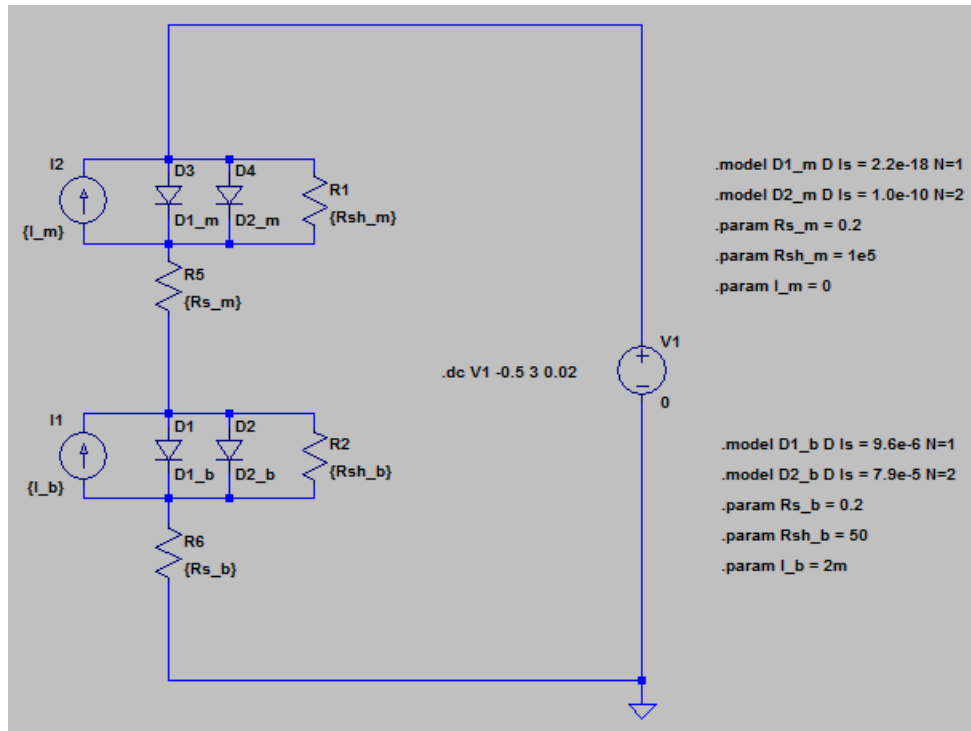 I2
D3
D4
R1
{I_m}
D1_m
D2_m
{Rsh_m}
.model D1_m D Is = 2.2e-18 N=1
.model D2_m D Is = 1.0e-10 N=2
.param Rs_m = 0.2
.param Rsh_m = 1e5
.param I_m = 0
R5
{Rs_m}
V1
.dc V1 -0.5 3 0.02
0
I1
D1
D2
R2
{I_b}
D1_b
D2_b
{Rsh_b}
.model D1_b D Is = 9.6e-6 N=1
.model D2_b D Is = 7.9e-5 N=2
.param Rs_b = 0.2
.param Rsh_b = 50
.param I_b = 2m
R6
{Rs_b}